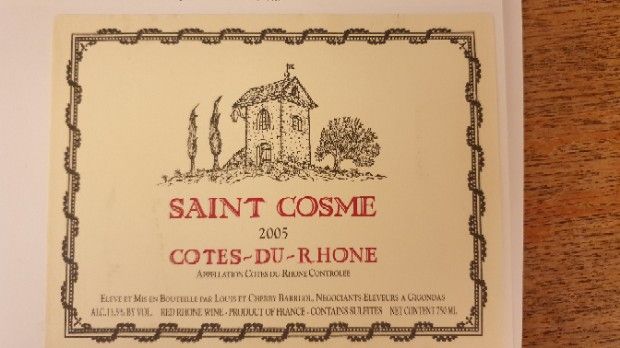 SAINT COSME
2005
COTES-DU-RHONE
APPELLATION COTES DU RHONE CONTROLEE
ELEVÉ ET MIS EN BOUTEILLE PAR LOUIS ET CHERRY BARRUOL, NEGOCIANTS ELEVEURS A GIGONDAS
ALC. 13,5% BY VOL. RED RHONE WINE - PRODUCT OF FRANCE - CONTAINS SULFITES NET CONTENT 750 ML